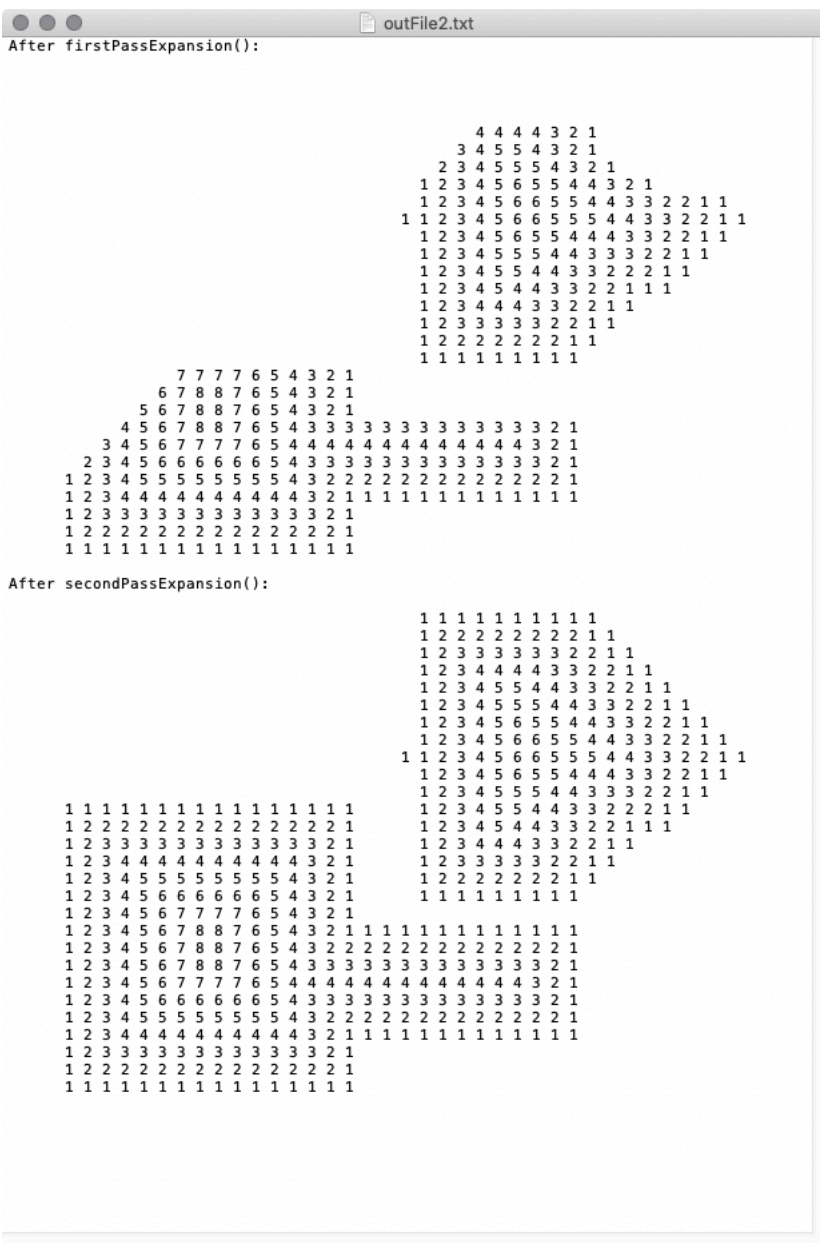 outFile2.txt
After firstPassExpansion():
4 4 4 4 3 2 1
3 4 5 5 4 3 2 1
2 3 4 5 5 5 4 3 2 1
1 2 3 4 5 6 5 5 4 4 3 2 1
1 2 3 4 5 6 6 5 5 4 4 3 3 2 2 1 1
1 1 2 3 4 5 6 6 5 5 5 4 4 3 3 2 2 1 1
1 2 3 4 5 6 5 5 4 4 4 3 3 2 2 1 1
1 2 3 4 5 5 5 4 4 3 3 3 2 2 1 1
1 2 3 4 5 5 4 4 3 3 2 2 2 1 1
1 2 3 4 5 4 4 3 3 2 2 1 1 1
1 2 3 4 4 4 3 3 2 2 1 1
1 2 3 3 3 3 3 2 2 1 1
1 2 2 2 2 2 2 2 1 1
1 1 1 1 1 1 1 1 1
7 7 7 7 6 5 4 3 2 1
6 7 8 8 7 6 5 4 3 2 1
5 6 7 8 8 7 6 5 4 3 2 1
4 5 6 7 8 8 7 6 5 4 3 3 3 3 3 3 3 3 3 3 3 3 3 2 1
3 4 5 6 7 7 7 7 6 5 4 4 4 4 4 4 4 4 4 4 4 4 4 3 2 1
2 3 4 5 6 6 6 6 6 6 5 4 3 3 3 3 3 3 3 3 3 3 3 3 3 2 1
1 2 3 4 5 5 5 5 5 5 5 5 4 3 2 2 2 2 2 2 2 2 2 2 2 2 2 1
1 2 3 4 4 4 4 4 4 4 4 4 4 3 2 1 1 1 1 1 1 1 1 1 1 1 1 1
1 2 3 3 3 3 3 3 3 3 3 3 3 3 2 1
1 2 2 2 2 2 2 2 2 2 2 2 2 2 2 1
1 1 1 1 1 1 1 1 1 1 1 1 1 1 1 1
After secondPassExpansion():
1 1 1 1 1 1 1 1 1 1
1 2 2 2 2 2 2 2 2 1 1
1 2 3 3 3 3 3 3 2 2 1 1
1 2 3 4 4 4 4 3 3 2 2 1 1
1 2 3 4 5 5 4 4 3 3 2 2 1 1
1 2 3 4 5 5 5 4 4 3 3 2 2 1 1
1 2 3 4 5 6 5 5 4 4 3 3 2 2 1 1
1 2 3 4 5 6 6 5 5 4 4 3 3 2 2 1 1
1 1 2 3 4 5 6 6 5 5 5 4 4 3 3 2 2 1 1
1 2 3 4 5 6 5 5 4 4 4 3 3 2 2 1 1
1 2 3 4 5 5 5 4 4 3 3 3 2 2 1 1
1 1 1 1 1 1 1 1 1 1 1 1 1 1 1 1 1 2 3 4 5 5 4 4 3 3 2 2 2 1 1
1 2 2 2 2 2 2 2 2 2 2 2 2 2 2 1 1 2 3 4 5 4 4 3 3 2 2 1 1 1
1 2 3 3 3 3 3 3 3 3 3 3 3 3 2 1 1 2 3 4 4 4 3 3 2 2 1 1
1 2 3 4 4 4 4 4 4 4 4 4 4 3 2 1 1 2 3 3 3 3 3 2 2 1 1
1 2 3 4 5 5 5 5 5 5 5 5 4 3 2 1 1 2 2 2 2 2 2 2 1 1
1 2 3 4 5 6 6 6 6 6 6 5 4 3 2 1 1 1 1 1 1 1 1 1 1
1 2 3 4 5 6 7 7 7 7 6 5 4 3 2 1
1 2 3 4 5 6 7 8 8 7 6 5 4 3 2 1 1 1 1 1 1 1 1 1 1 1 1 1
1 2 3 4 5 6 7 8 8 7 6 5 4 3 2 2 2 2 2 2 2 2 2 2 2 2 2 1
1 2 3 4 5 6 7 8 8 7 6 5 4 3 3 3 3 3 3 3 3 3 3 3 3 3 2 1
1 2 3 4 5 6 7 7 7 7 6 5 4 4 4 4 4 4 4 4 4 4 4 4 4 3 2 1
1 2 3 4 5 6 6 6 6 6 6 5 4 3 3 3 3 3 3 3 3 3 3 3 3 3 2 1
1 2 3 4 5 5 5 5 5 5 5 5 4 3 2 2 2 2 2 2 2 2 2 2 2 2 2 1
1 2 3 4 4 4 4 4 4 4 4 4 4 3 2 1 1 1 1 1 1 1 1 1 1 1 1 1
1 2 3 3 3 3 3 3 3 3 3 3 3 3 2 1
1 2 2 2 2 2 2 2 2 2 2 2 2 2 2 1
1 1 1 1 1 1 1 1 1 1 1 1 1 1 1 1